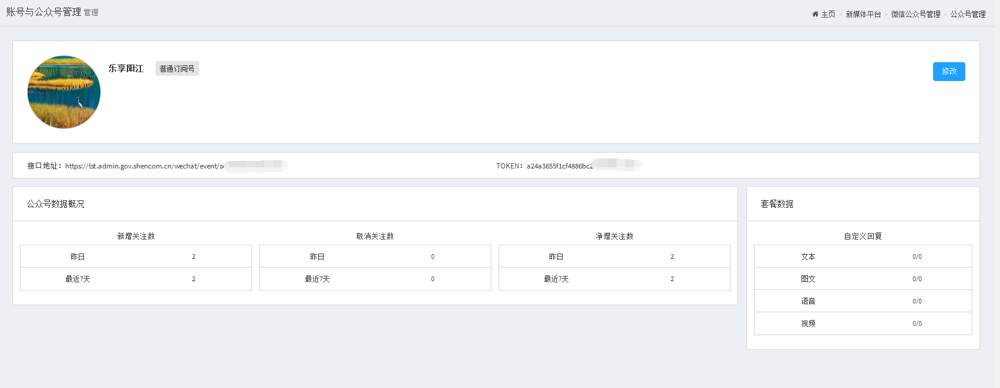 账号与公众号管理 管理
主页 > 新媒体平台 > 微信公众号管理 > 公众号管理
乐享阳江 普通订阅号
修改
接口地址：https://tst.admin.gov.shencom.cn/wechat/event/s
TOKEN：a24a3655f1cf4886bc2
公众号数据概况
新增关注数 取消关注数 净增关注数
昨日 2 昨日 0 昨日 2
最近7天 2 最近7天 0 最近7天 2
套餐数据
自定义回复
文本 0/0
图文 0/0
语音 0/0
视频 0/0